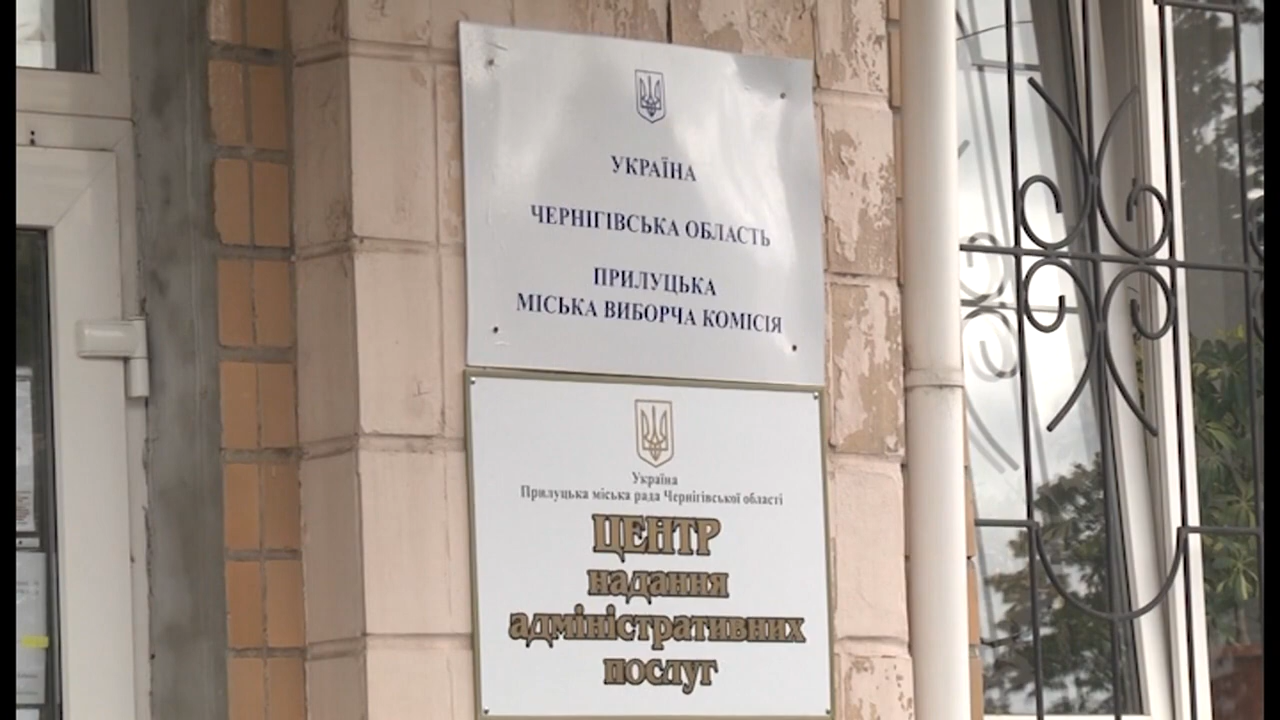 УКРАЇНА
ЧЕРНІГІВСЬКА ОБЛАСТЬ
ПРИЛУЦЬКА
МІСЬКА ВИБОРЧА КОМІСІЯ
Україна
Прилуцька міська рада Чернігівської області
ЦЕНТР
надання
адміністративних
послуг